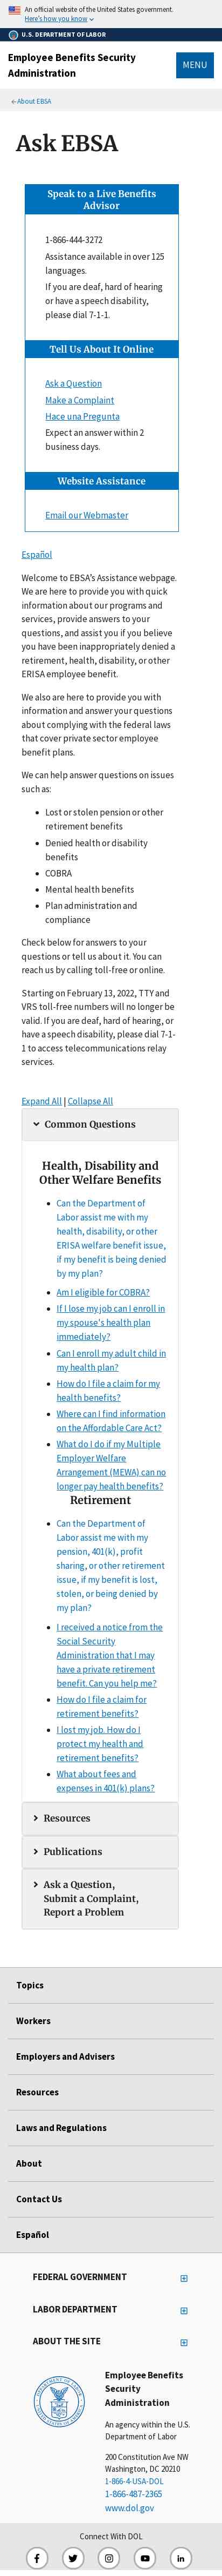 An official website of the United States government.
Here's how you know
U.S. DEPARTMENT OF LABOR
Employee Benefits Security
Administration
MENU
← About EBSA
Ask EBSA
Speak to a Live Benefits
Advisor
1-866-444-3272
Assistance available in over 125
languages.
If you are deaf, hard of hearing
or have a speech disability,
please dial 7-1-1.
Tell Us About It Online
Ask a Question
Make a Complaint
Hace una Pregunta
Expect an answer within 2
business days.
Website Assistance
Email our Webmaster
Español
Welcome to EBSA's Assistance webpage.
We are here to provide you with quick
information about our programs and
services, provide answers to your
questions, and assist you if you believe
you have been inappropriately denied a
retirement, health, disability, or other
ERISA employee benefit.
We also are here to provide you with
information and answer your questions
about complying with the federal laws
that cover private sector employee
benefit plans.
We can help answer questions on issues
such as:
• Lost or stolen pension or other
retirement benefits
• Denied health or disability
benefits
• COBRA
• Mental health benefits
• Plan administration and
compliance
Check below for answers to your
questions or tell us about it. You can
reach us by calling toll-free or online.
Starting on February 13, 2022, TTY and
VRS toll-free numbers will no longer be
valid. If you are deaf, hard of hearing, or
have a speech disability, please dial 7-1-
1 to access telecommunications relay
services.
Expand All | Collapse All
Common Questions
Health, Disability and
Other Welfare Benefits
• Can the Department of
Labor assist me with my
health, disability, or other
ERISA welfare benefit issue,
if my benefit is being denied
by my plan?
• Am I eligible for COBRA?
• If I lose my job can I enroll in
my spouse's health plan
immediately?
• Can I enroll my adult child in
my health plan?
• How do I file a claim for my
health benefits?
• Where can I find information
on the Affordable Care Act?
• What do I do if my Multiple
Employer Welfare
Arrangement (MEWA) can no
longer pay health benefits?
Retirement
• Can the Department of
Labor assist me with my
pension, 401(k), profit
sharing, or other retirement
issue, if my benefit is lost,
stolen, or being denied by
my plan?
• I received a notice from the
Social Security
Administration that I may
have a private retirement
benefit. Can you help me?
• How do I file a claim for
retirement benefits?
• I lost my job. How do I
protect my health and
retirement benefits?
• What about fees and
expenses in 401(k) plans?
Resources
Publications
Ask a Question,
Submit a Complaint,
Report a Problem
Topics
Workers
Employers and Advisers
Resources
Laws and Regulations
About
Contact Us
Español
FEDERAL GOVERNMENT
LABOR DEPARTMENT
ABOUT THE SITE
Employee Benefits
Security
Administration
An agency within the U.S.
Department of Labor
200 Constitution Ave NW
Washington, DC 20210
1-866-4-USA-DOL
1-866-487-2365
www.dol.gov
Connect With DOL